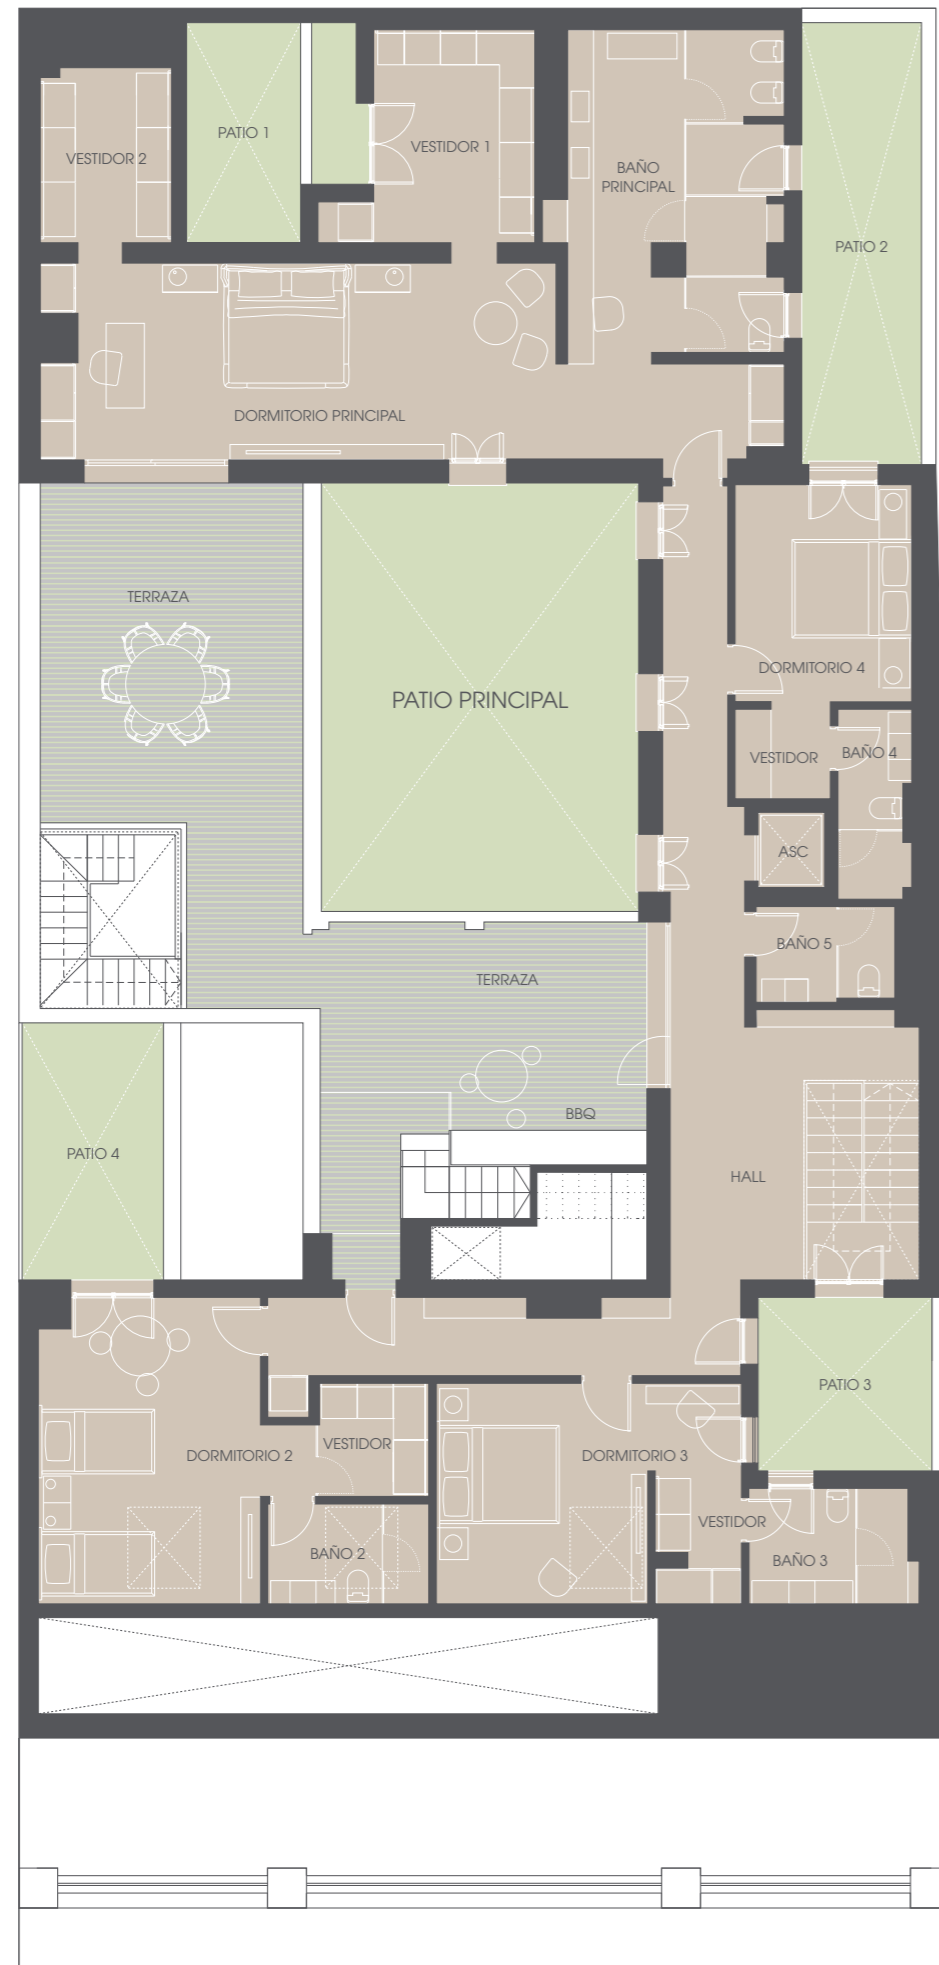 PATIO 1
VESTIDOR 1
VESTIDOR 2
BAÑO
PRINCIPAL
PATIO 2
DORMITORIO PRINCIPAL
TERRAZA
DORMITORIO 4
PATIO PRINCIPAL
BAÑO 4
VESTIDOR
ASC
BAÑO 5
TERRAZA
BBQ
PATIO 4
HALL
PATIO 3
VESTIDOR
DORMITORIO 2
DORMITORIO 3
VESTIDOR
BAÑO 2
BAÑO 3